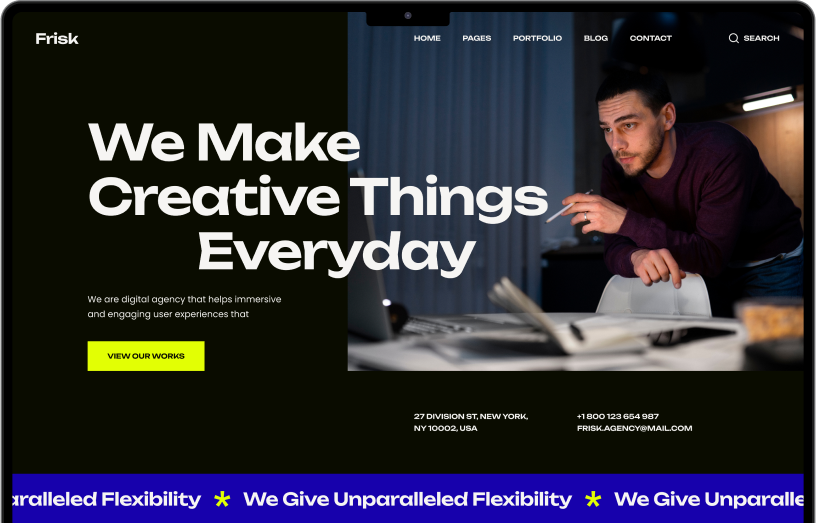 Frisk
HOME PAGES PORTFOLIO BLOG CONTACT SEARCH
We Make
Creative Things
Everyday
We are digital agency that helps immersive
and engaging user experiences that
VIEW OUR WORKS
27 DIVISION ST, NEW YORK,
NY 10002, USA
+1 800 123 654 987
FRISK.AGENCY@MAIL.COM
aralleled Flexibility * We Give Unparalleled Flexibility * We Give Unparalle